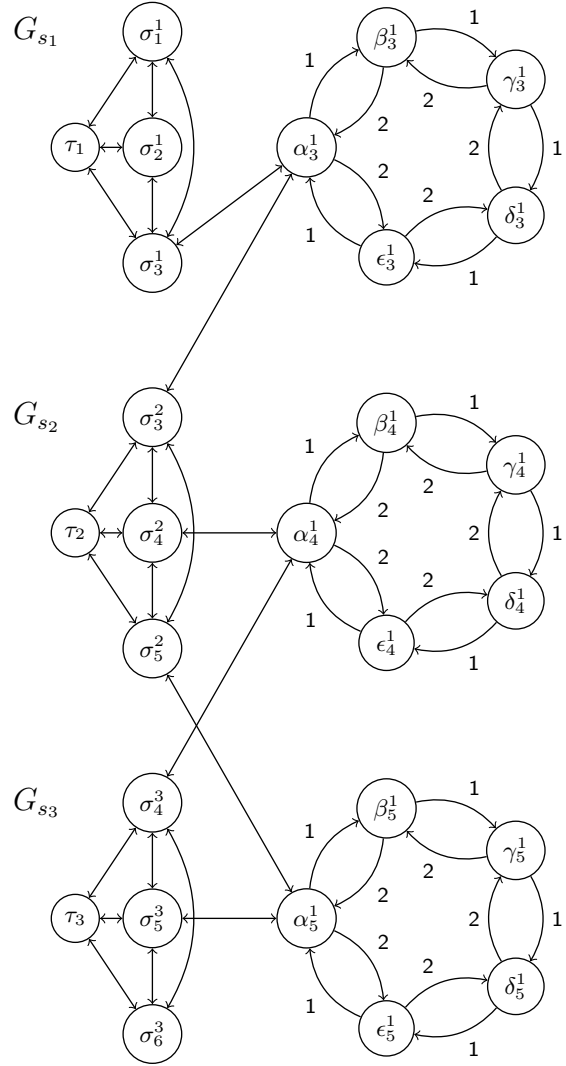 G_{s_1}
σ_1^1
τ_1
σ_2^1
σ_3^1
α_3^1
β_3^1
γ_3^1
δ_3^1
ϵ_3^1
1
2
1
2
1
2
1
2
1
2
G_{s_2}
σ_3^2
τ_2
σ_4^2
σ_5^2
α_4^1
β_4^1
γ_4^1
δ_4^1
ϵ_4^1
1
2
1
2
1
2
1
2
1
2
G_{s_3}
σ_4^3
τ_3
σ_5^3
σ_6^3
α_5^1
β_5^1
γ_5^1
δ_5^1
ϵ_5^1
1
2
1
2
1
2
1
2
1
2